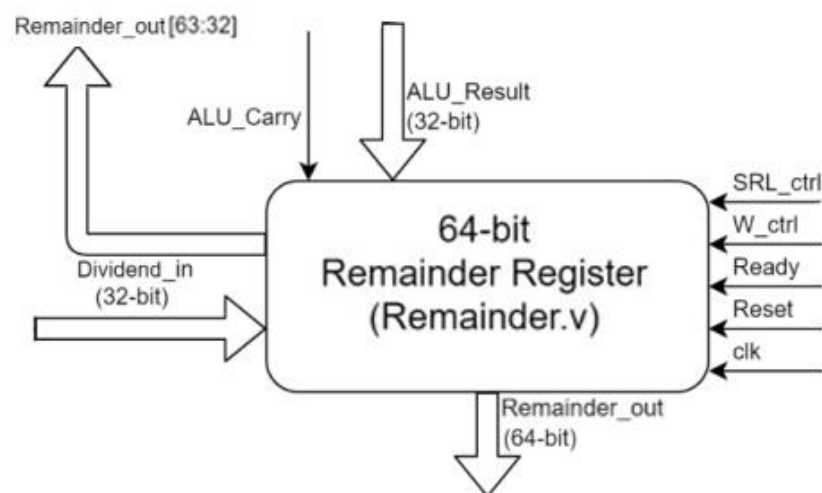 Remainder_out[63:32]
ALU_Carry
ALU_Result
(32-bit)
64-bit
Remainder Register
(Remainder.v)
Dividend_in
(32-bit)
SRL_ctrl
W_ctrl
Ready
Reset
clk
Remainder_out
(64-bit)